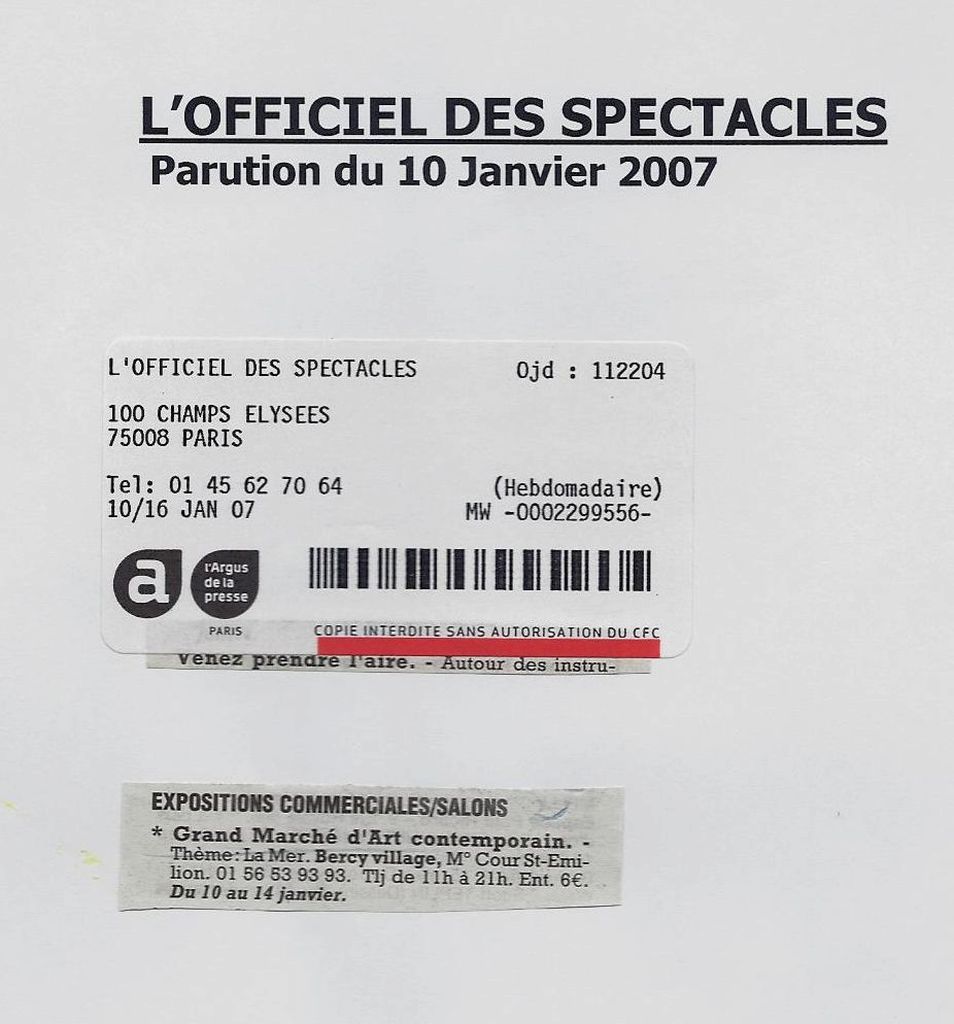 L'OFFICIEL DES SPECTACLES
Parution du 10 Janvier 2007
L'OFFICIEL DES SPECTACLES Ojd : 112204
100 CHAMPS ELYSEES
75008 PARIS
Tel: 01 45 62 70 64 (Hebdomadaire)
10/16 JAN 07 MW -0002299556-
a
l'Argus
de la
presse
PARIS
COPIE INTERDITE SANS AUTORISATION DU CFC
Venez prendre l'aire. - Autour des instru-
EXPOSITIONS COMMERCIALES/SALONS
* Grand Marché d'Art contemporain. -
Thème: La Mer. Bercy village, M° Cour St-Emi-
lion. 01 56 53 93 93. Tlj de 11h à 21h. Ent. 6€.
Du 10 au 14 janvier.